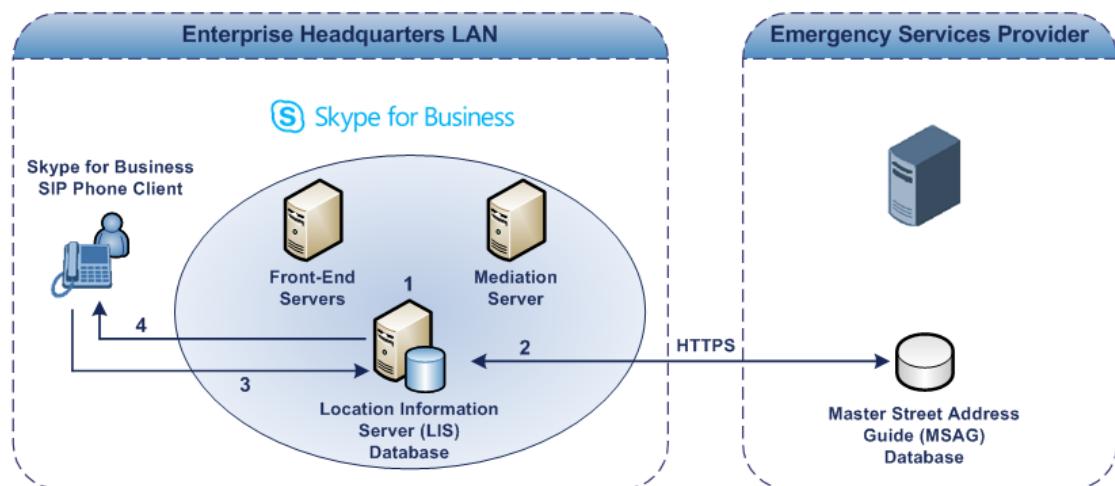 Enterprise Headquarters LAN
Emergency Services Provider
S Skype for Business
Skype for Business
SIP Phone Client
Front-End
Servers
Mediation
Server
1
4
2
HTTPS
3
Location Information
Server (LIS)
Database
Master Street Address
Guide (MSAG)
Database